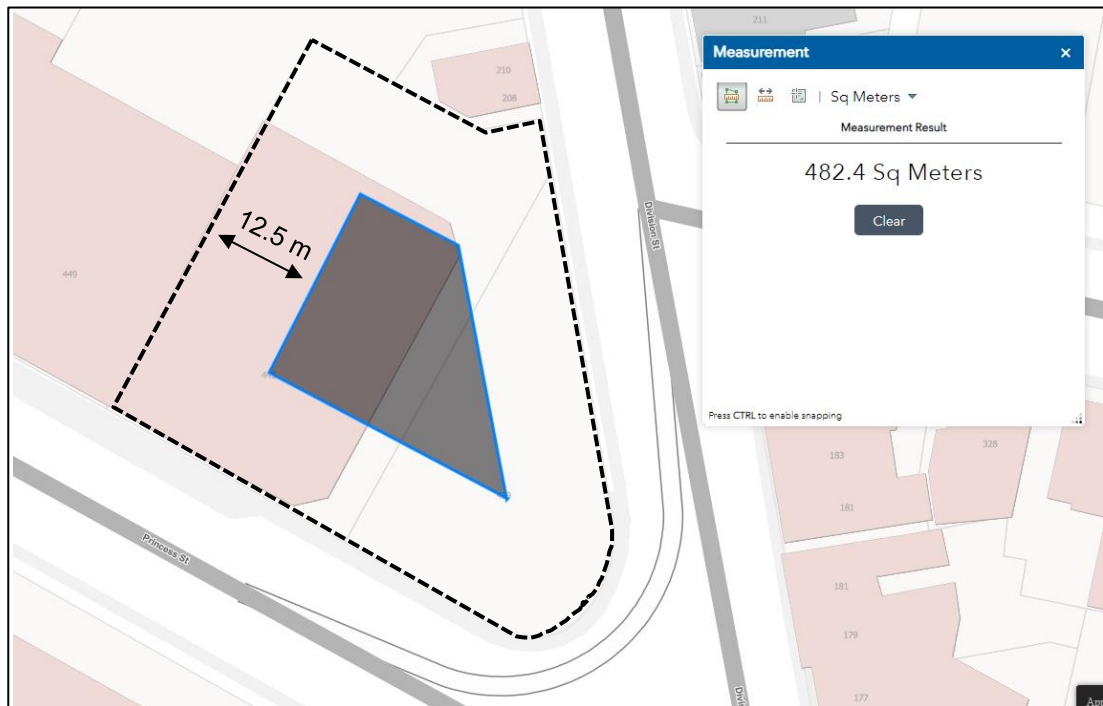 211
Measurement
×
Sq Meters
Measurement Result
482.4 Sq Meters
Clear
Press CTRL to enable snapping
210
208
Division St
12.5 m
449
Princess St
183
181
328
181
179
177